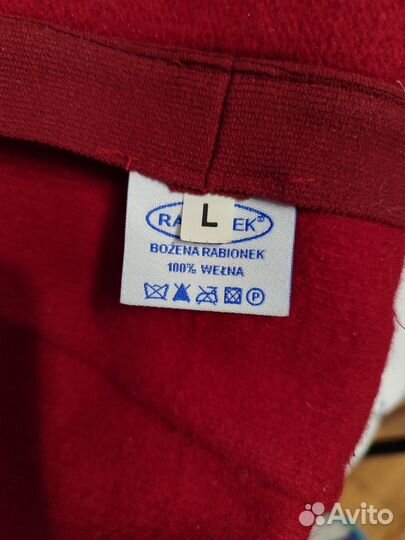 RA L EK®
BOŻENA RABIONEK
100% WEŁNA
P
Avito